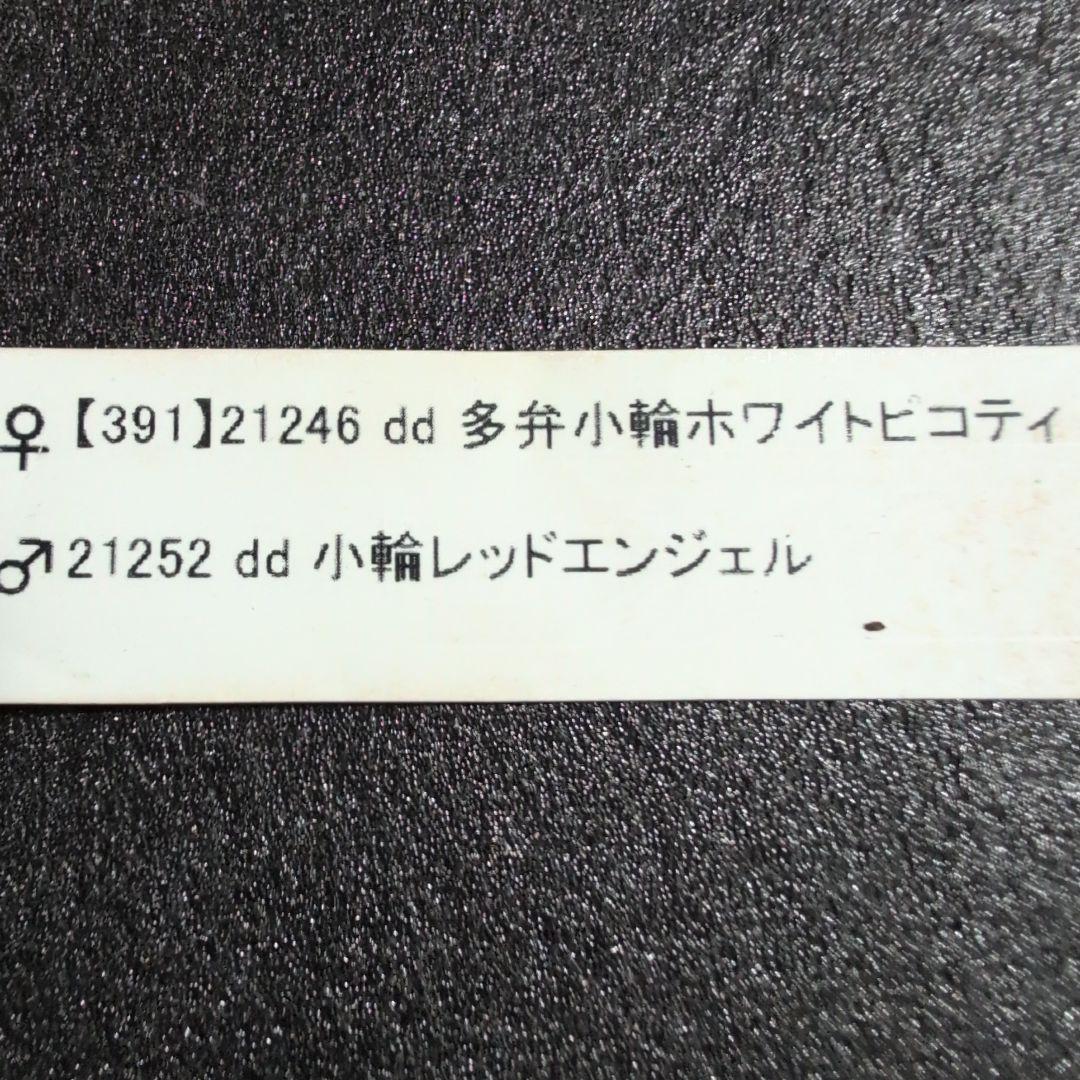 ♀【391】21246 dd 多弁小輪ホワイトピコティ
♂21252 dd 小輪レッドエンジェル